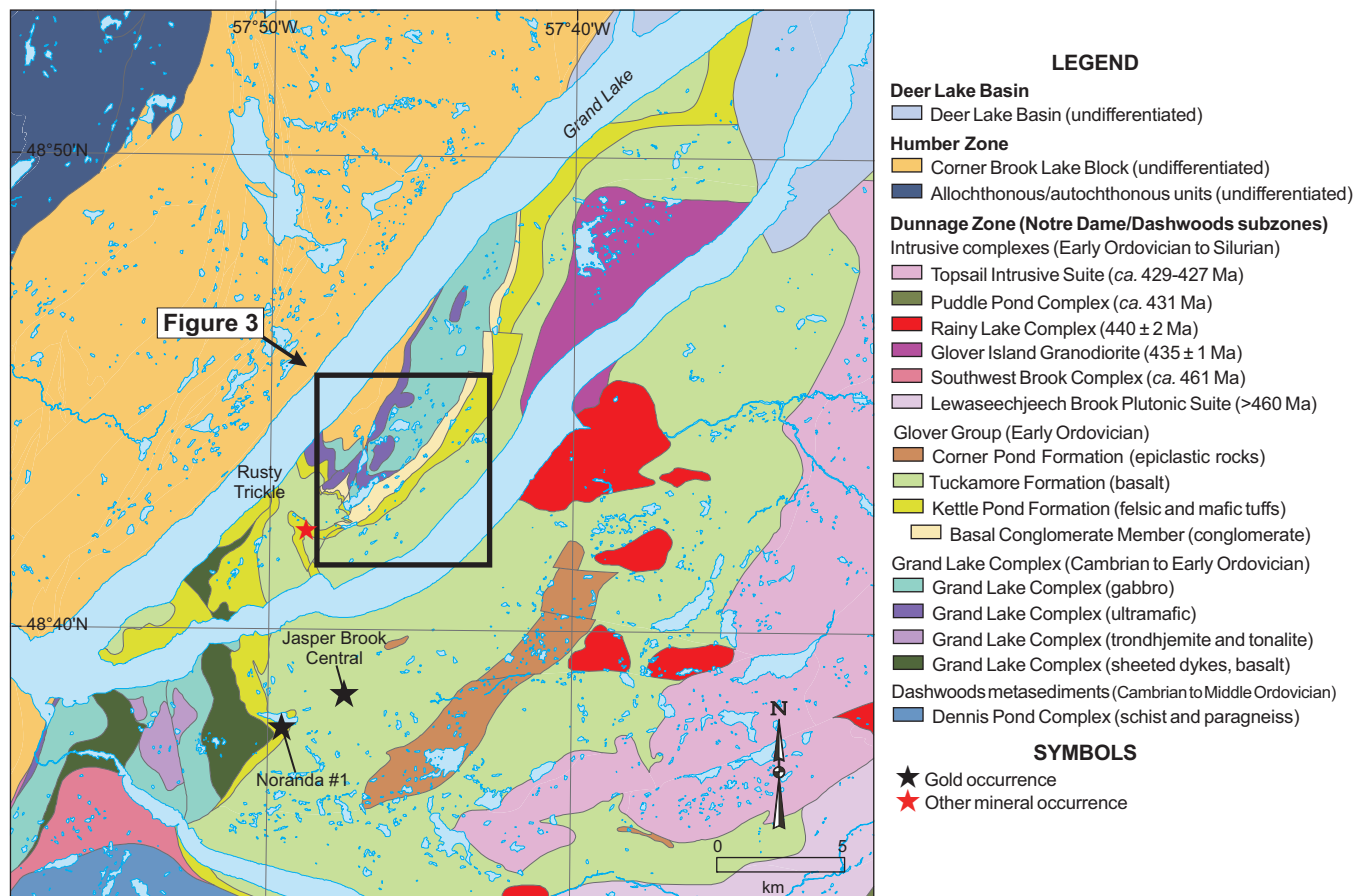 57°50'W
57°40'W
Grand Lake
48°50'N
Figure 3
Rusty
Trickle
48°40'N
Jasper Brook
Central
Noranda #1
N
0
5
km
LEGEND
Deer Lake Basin
Deer Lake Basin (undifferentiated)
Humber Zone
Corner Brook Lake Block (undifferentiated)
Allochthonous/autochthonous units (undifferentiated)
Dunnage Zone (Notre Dame/Dashwoods subzones)
Intrusive complexes (Early Ordovician to Silurian)
Topsail Intrusive Suite (ca. 429-427 Ma)
Puddle Pond Complex (ca. 431 Ma)
Rainy Lake Complex (440 ± 2 Ma)
Glover Island Granodiorite (435 ± 1 Ma)
Southwest Brook Complex (ca. 461 Ma)
Lewaseechjeech Brook Plutonic Suite (>460 Ma)
Glover Group (Early Ordovician)
Corner Pond Formation (epiclastic rocks)
Tuckamore Formation (basalt)
Kettle Pond Formation (felsic and mafic tuffs)
Basal Conglomerate Member (conglomerate)
Grand Lake Complex (Cambrian to Early Ordovician)
Grand Lake Complex (gabbro)
Grand Lake Complex (ultramafic)
Grand Lake Complex (trondhjemite and tonalite)
Grand Lake Complex (sheeted dykes, basalt)
Dashwoods metasediments (Cambrian to Middle Ordovician)
Dennis Pond Complex (schist and paragneiss)
SYMBOLS
Gold occurrence
Other mineral occurrence